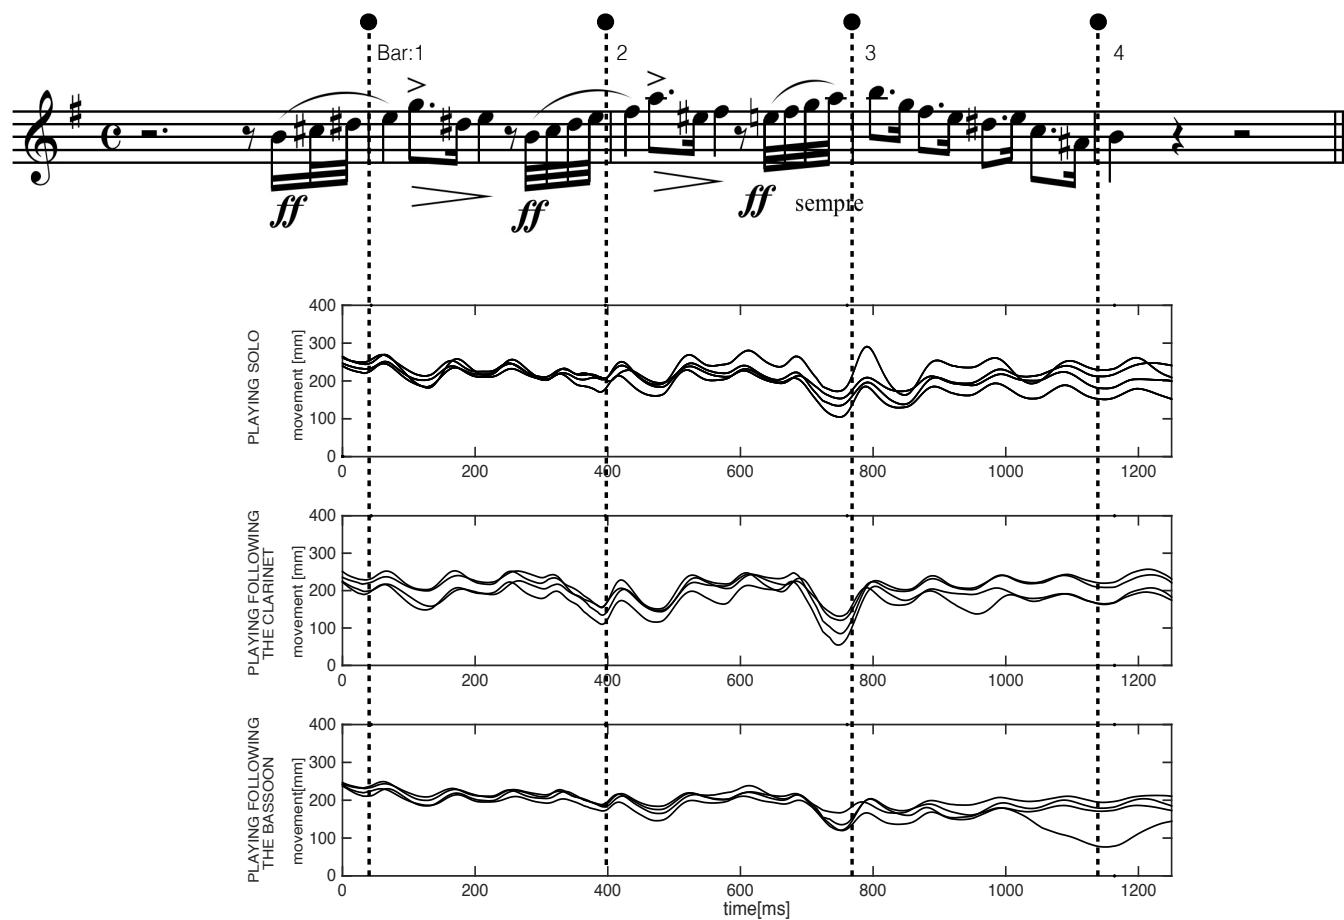 Bar:1 2 3 4
ff ff ff sempre
400
300
200
100
0
PLAYING SOLO
movement [mm]
0 200 400 600 800 1000 1200
400
300
200
100
0
PLAYING FOLLOWING
THE CLARINET
movement [mm]
0 200 400 600 800 1000 1200
400
300
200
100
0
PLAYING FOLLOWING
THE BASSOON
movement[mm]
0 200 400 600 800 1000 1200
time[ms]